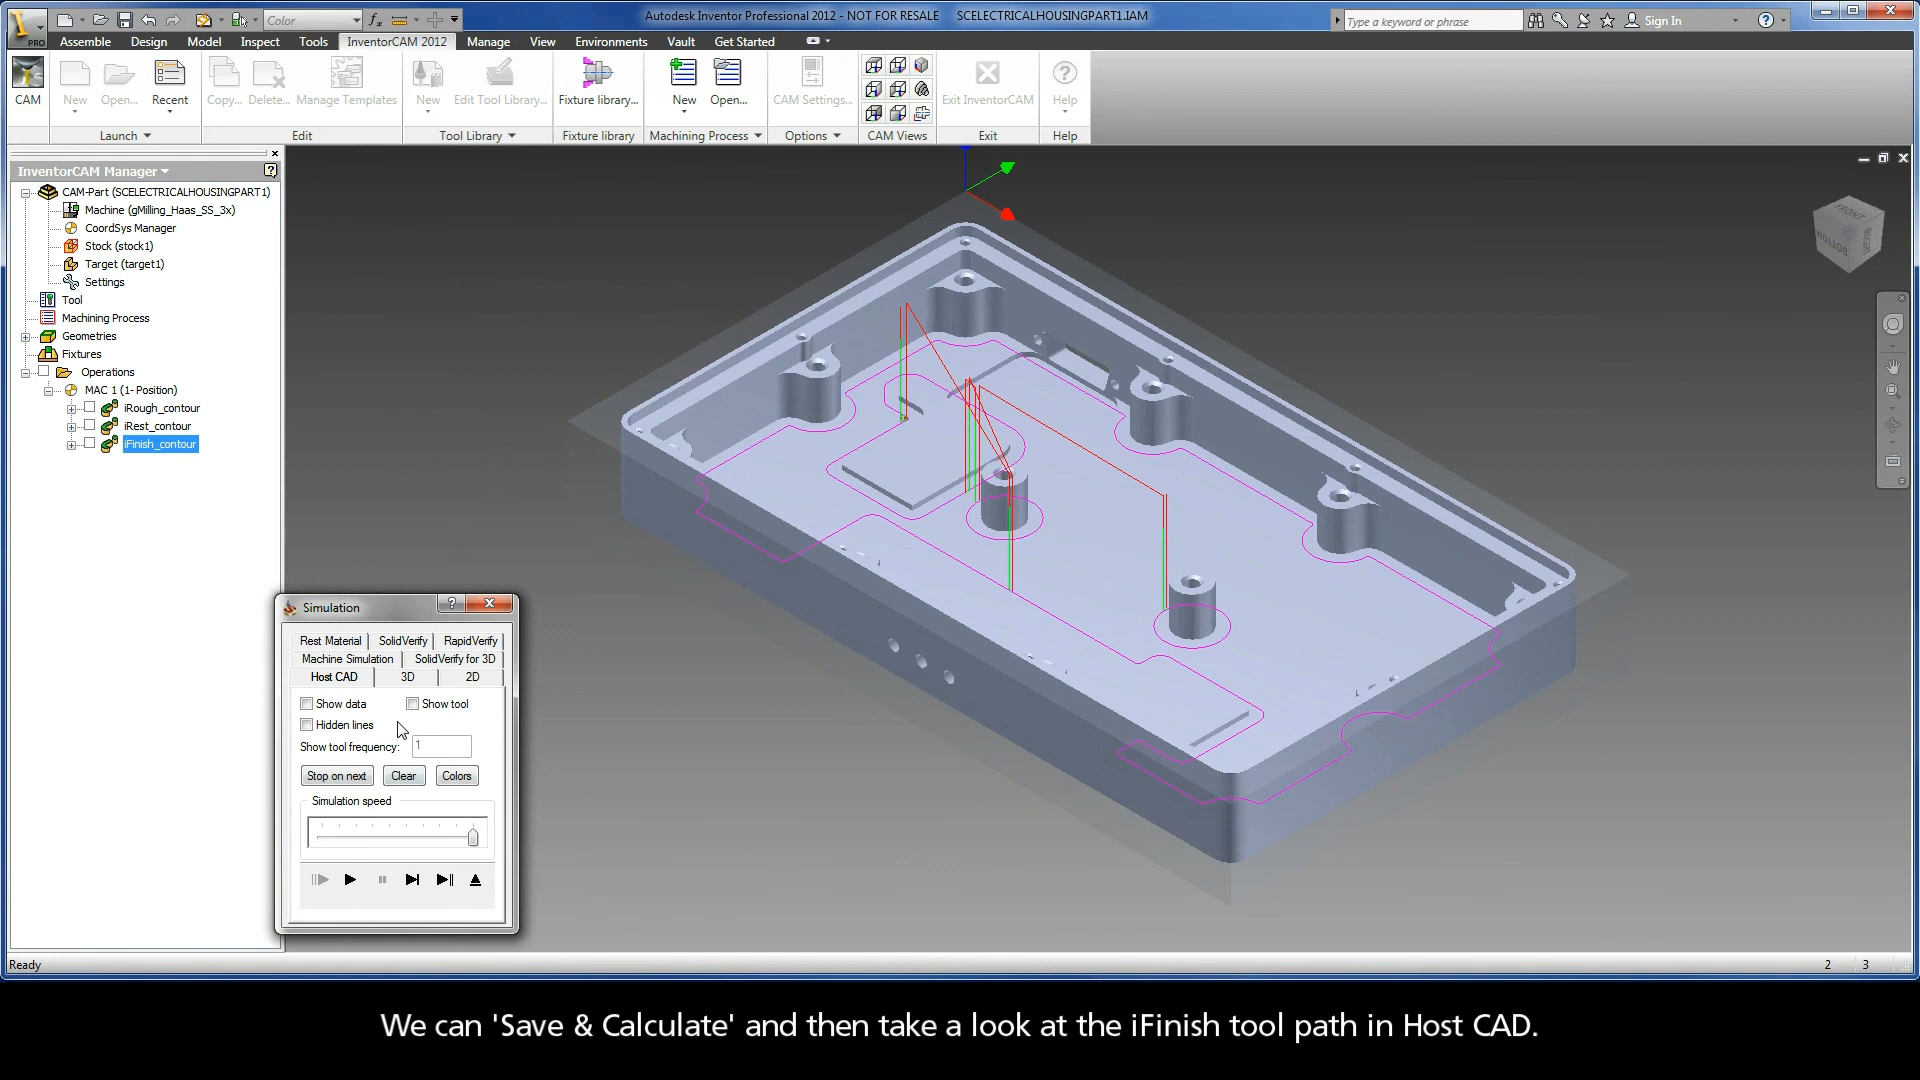 PRO
Color
Autodesk Inventor Professional 2012 - NOT FOR RESALE SCELECTRICALHOUSINGPART1.IAM
Type a keyword or phrase
Sign In
Assemble Design Model Inspect Tools InventorCAM 2012 Manage View Environments Vault Get Started
CAM New Open... Recent Copy... Delete... Manage Templates New Edit Tool Library... Fixture library... New Open... CAM Settings... Exit InventorCAM Help
Launch Edit Tool Library Fixture library Machining Process Options CAM Views Exit Help
InventorCAM Manager
CAM-Part (SCELECTRICALHOUSINGPART1)
Machine (gMilling_Haas_SS_3x)
CoordSys Manager
Stock (stock1)
Target (target1)
Settings
Tool
Machining Process
Geometries
Fixtures
Operations
MAC 1 (1- Position)
iRough_contour
iRest_contour
iFinish_contour
FRONT
BOTTOM
RIGHT
Simulation
Rest Material SolidVerify RapidVerify
Machine Simulation SolidVerify for 3D
Host CAD 3D 2D
Show data Show tool
Hidden lines
Show tool frequency: 1
Stop on next Clear Colors
Simulation speed
Ready
2 3
We can 'Save & Calculate' and then take a look at the iFinish tool path in Host CAD.